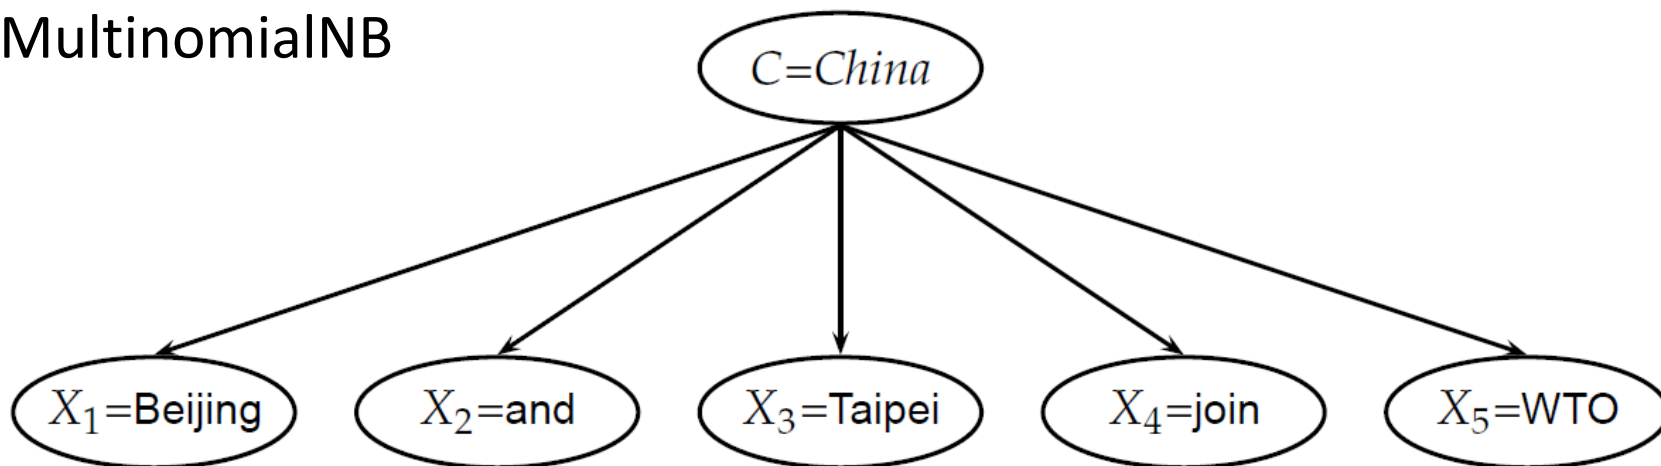 MultinomialNB
C=China
X1=Beijing
X2=and
X3=Taipei
X4=join
X5=WTO